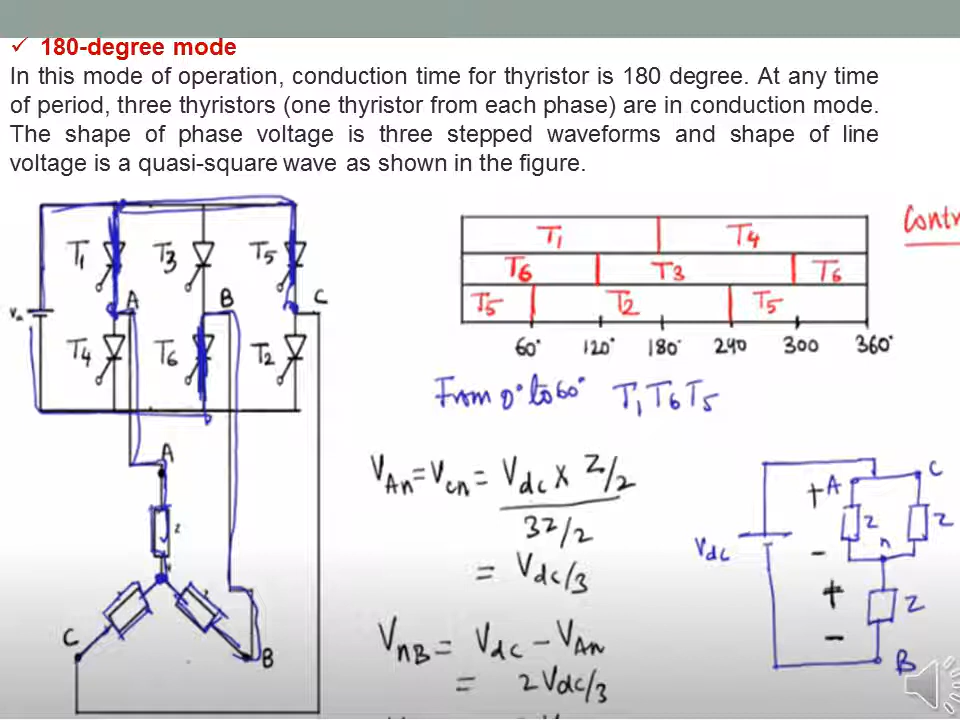 ✓ 180-degree mode
In this mode of operation, conduction time for thyristor is 180 degree. At any time
of period, three thyristors (one thyristor from each phase) are in conduction mode.
The shape of phase voltage is three stepped waveforms and shape of line
voltage is a quasi-square wave as shown in the figure.
T1 T3 T5
A B C
T4 T6 T2
T1 T4
T6 T3 T6
T5 T2 T5
60° 120° 180° 240 300 360°
Contr
From 0° to 60° T1 T6 T5
A
z
C
B
VAn = Vcn = Vdc x Z/2
3Z/2
= Vdc/3
VnB = Vdc - VAn
= 2Vdc/3
Vdc
+ A C
Z Z
- n
+ Z
-
B